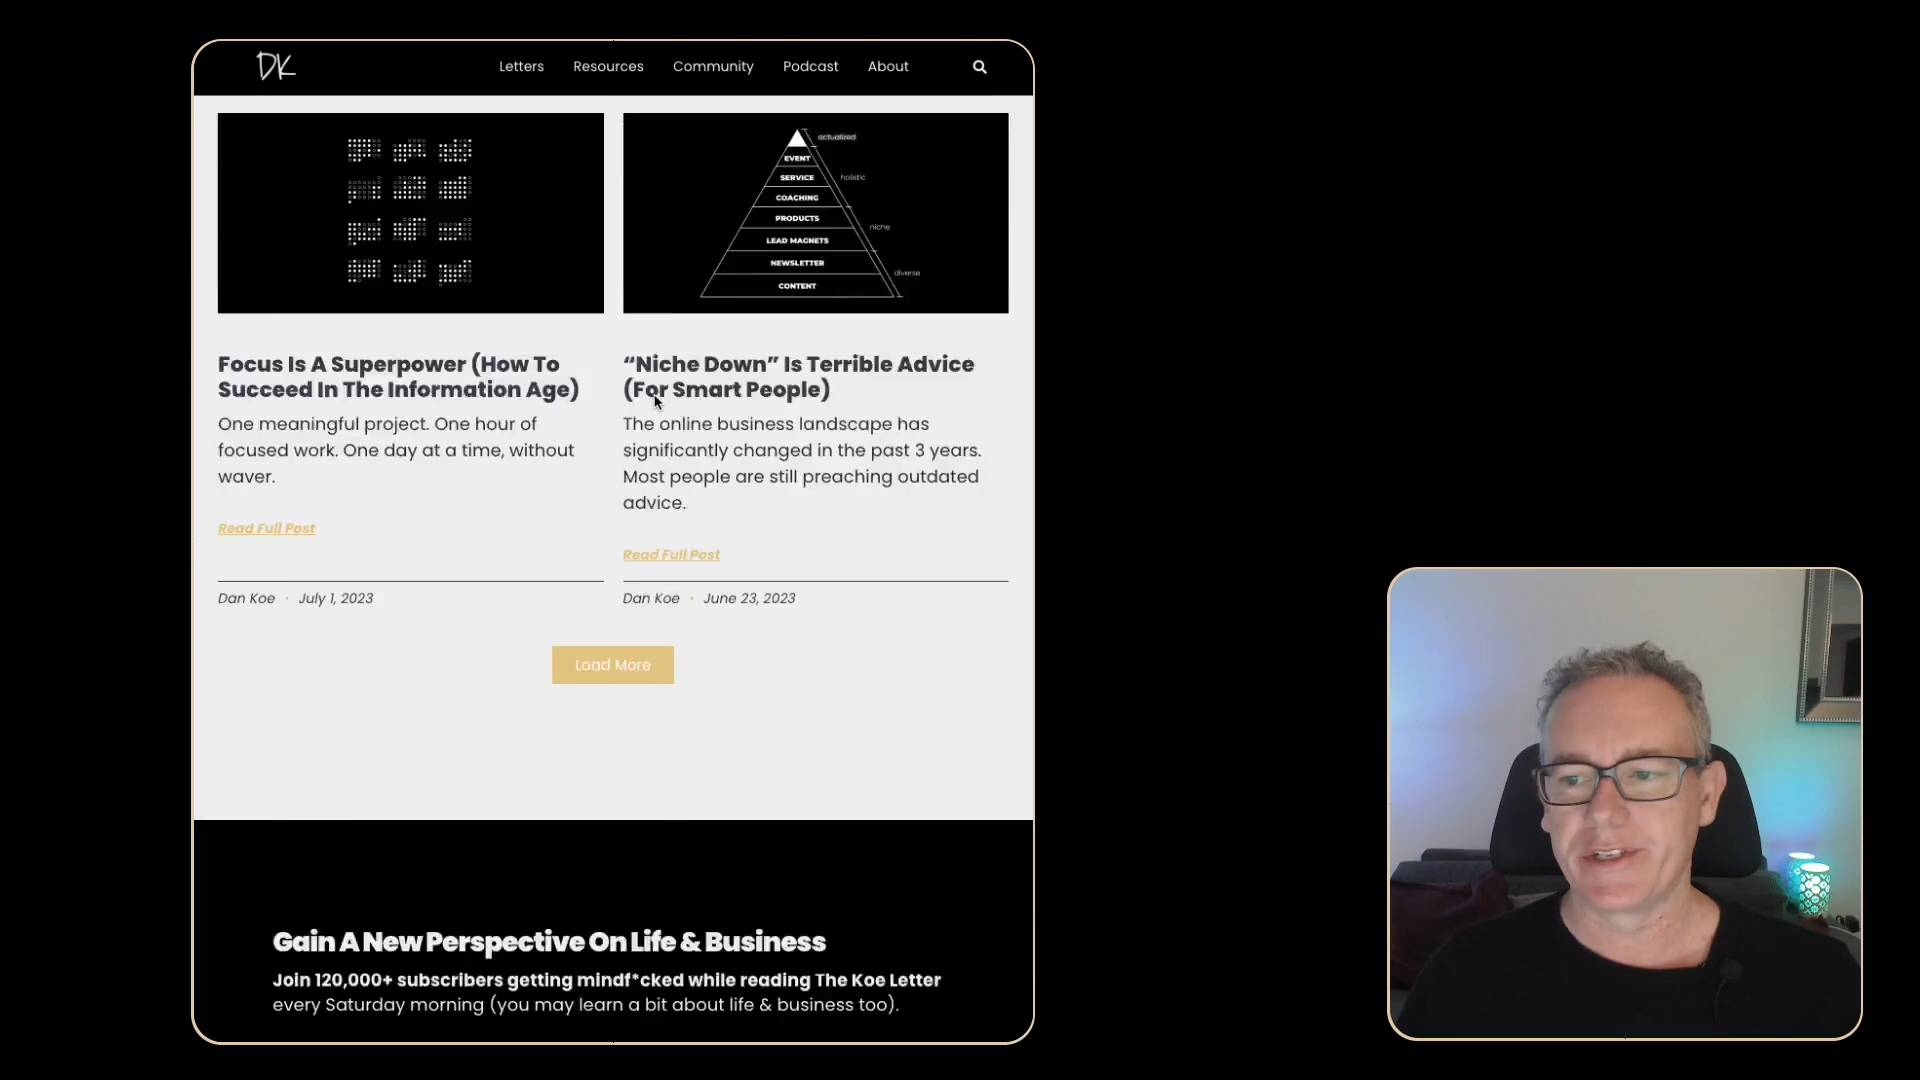 DK
Letters
Resources
Community
Podcast
About
actualized
EVENT
SERVICE
holistic
COACHING
PRODUCTS
niche
LEAD MAGNETS
NEWSLETTER
diverse
CONTENT
Focus Is A Superpower (How To
Succeed In The Information Age)
One meaningful project. One hour of
focused work. One day at a time, without
waver.
Read Full Post
Dan Koe • July 1, 2023
“Niche Down” Is Terrible Advice
(For Smart People)
The online business landscape has
significantly changed in the past 3 years.
Most people are still preaching outdated
advice.
Read Full Post
Dan Koe • June 23, 2023
Load More
Gain A New Perspective On Life & Business
Join 120,000+ subscribers getting mindf*cked while reading The Koe Letter
every Saturday morning (you may learn a bit about life & business too).